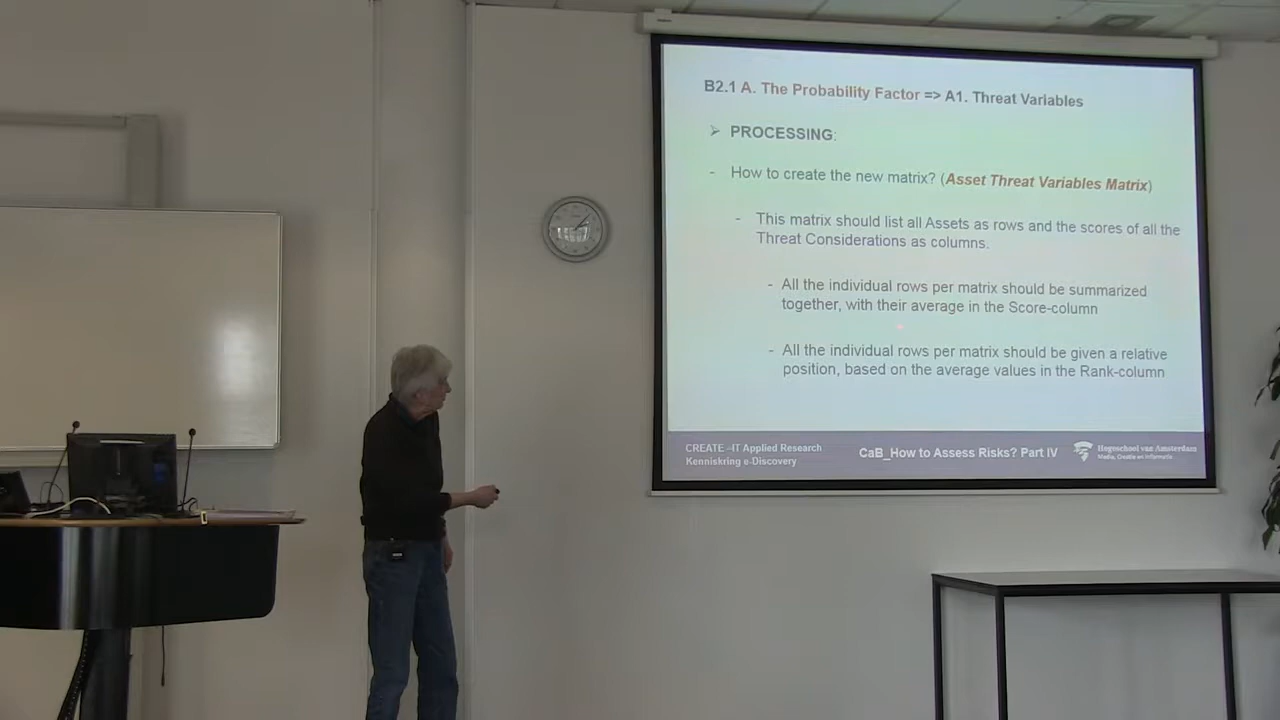 B2.1 A. The Probability Factor => A1. Threat Variables
➢ PROCESSING:
- How to create the new matrix? (Asset Threat Variables Matrix)
- This matrix should list all Assets as rows and the scores of all the
Threat Considerations as columns.
- All the individual rows per matrix should be summarized
together, with their average in the Score-column
- All the individual rows per matrix should be given a relative
position, based on the average values in the Rank-column
CREATE–IT Applied Research
Kenniskring e-Discovery
CaB_How to Assess Risks? Part IV
Hogeschool van Amsterdam
Media, Creatie en Informatie